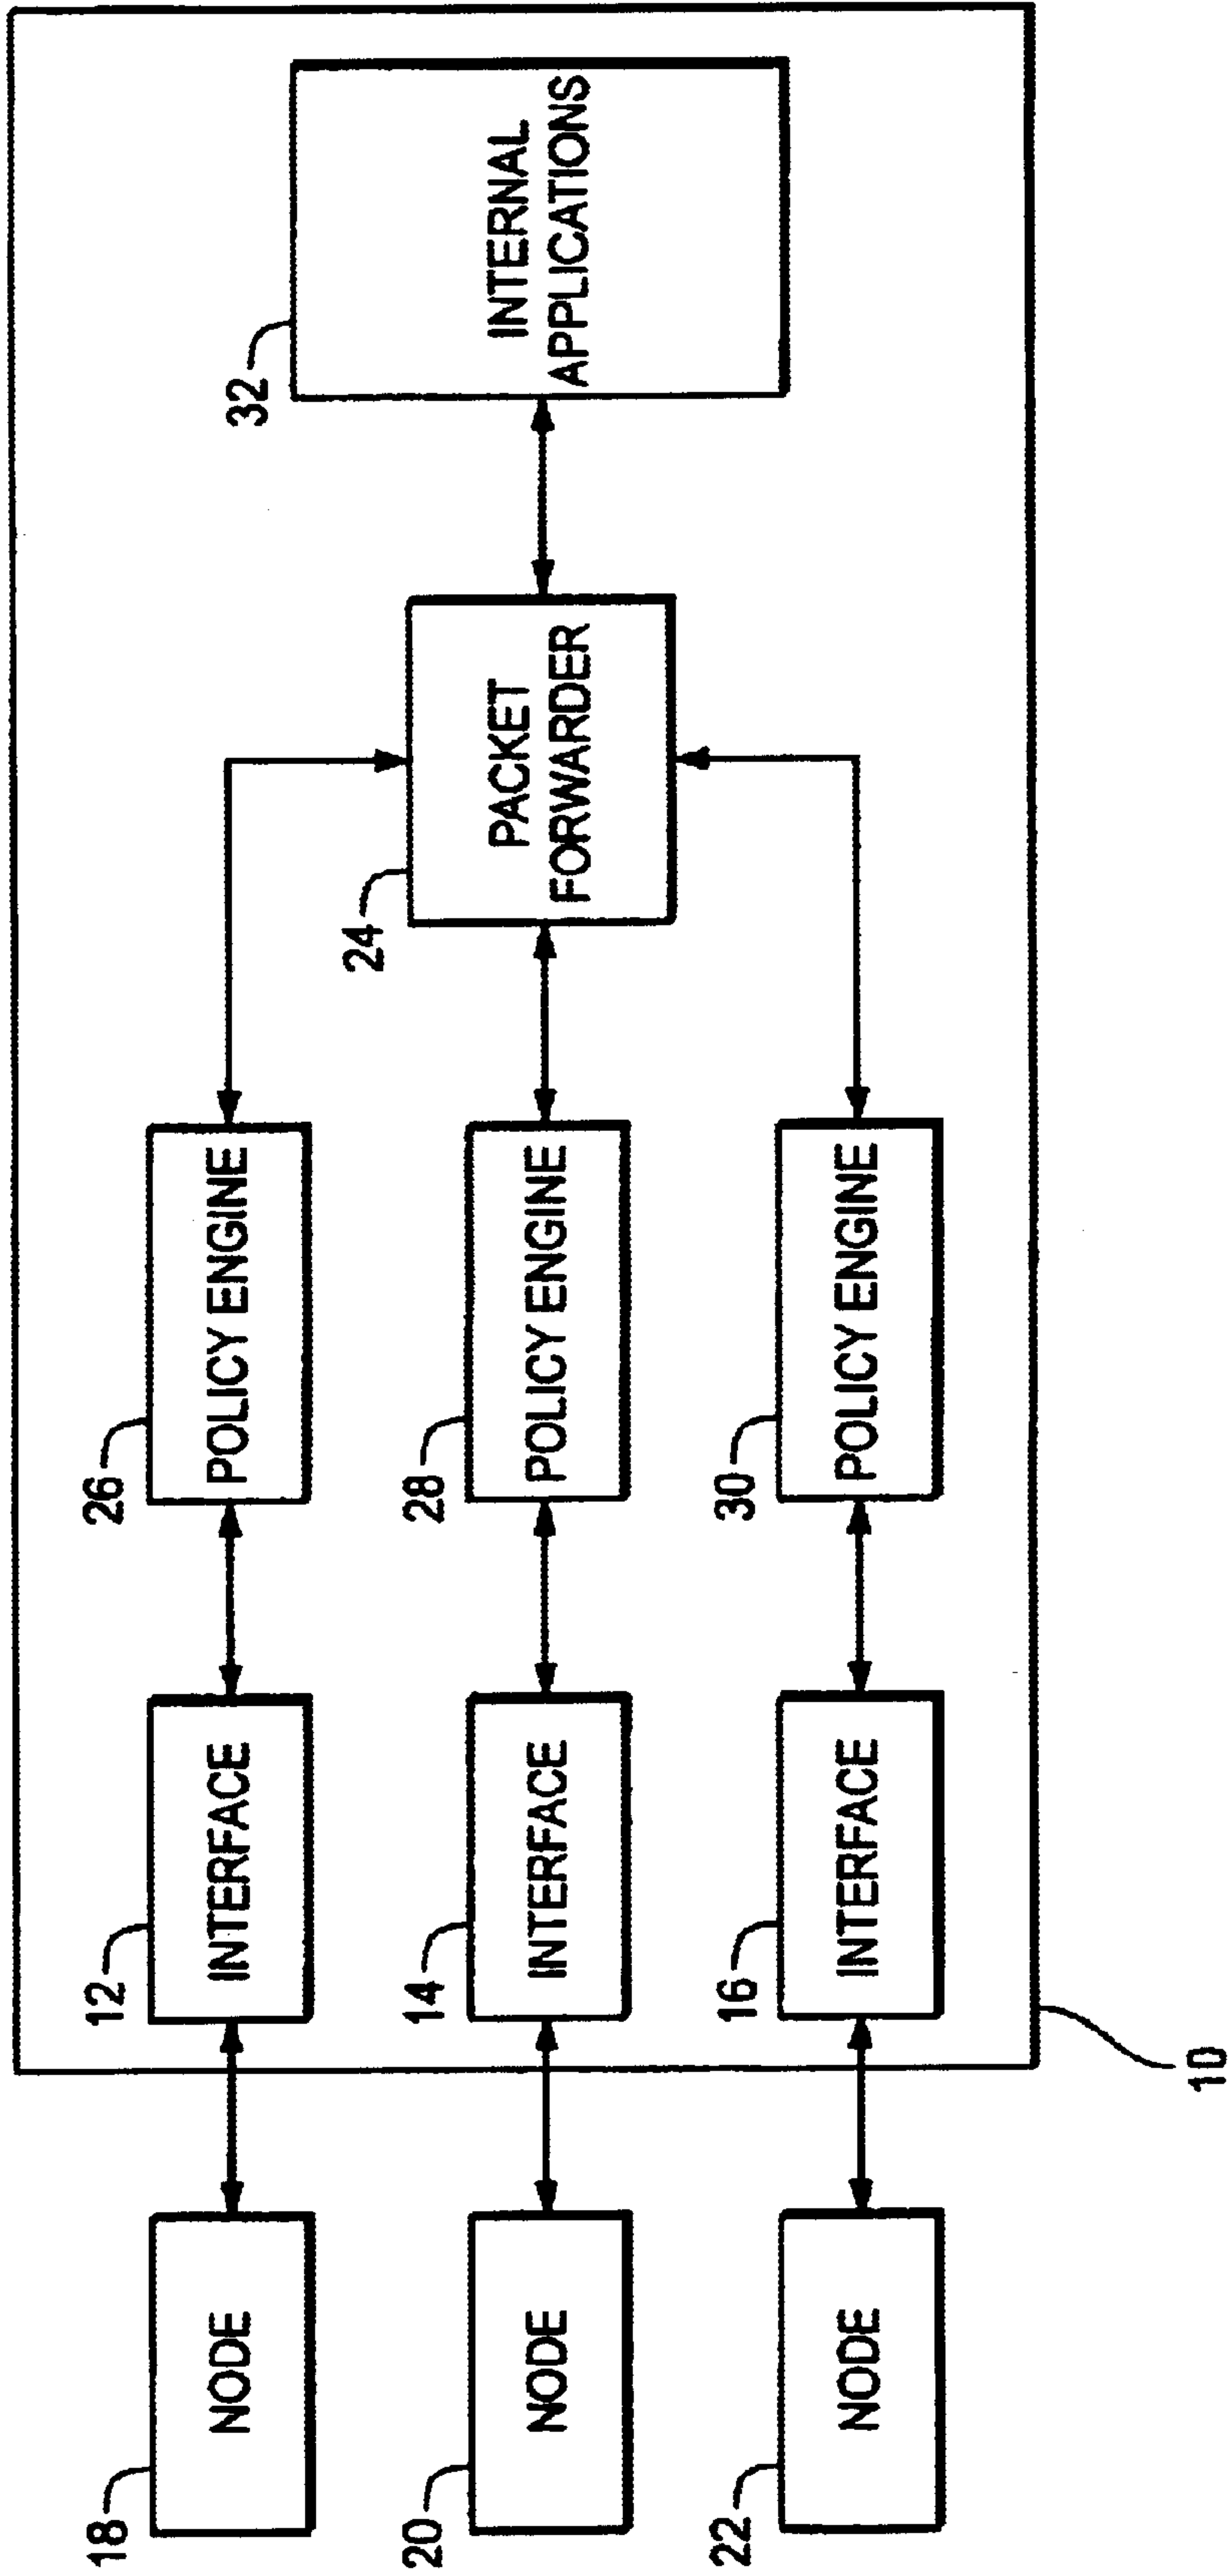 18
NODE
12
INTERFACE
26
POLICY ENGINE
20
NODE
14
INTERFACE
28
POLICY ENGINE
24
PACKET
FORWARDER
32
INTERNAL
APPLICATIONS
22
NODE
16
INTERFACE
30
POLICY ENGINE
10